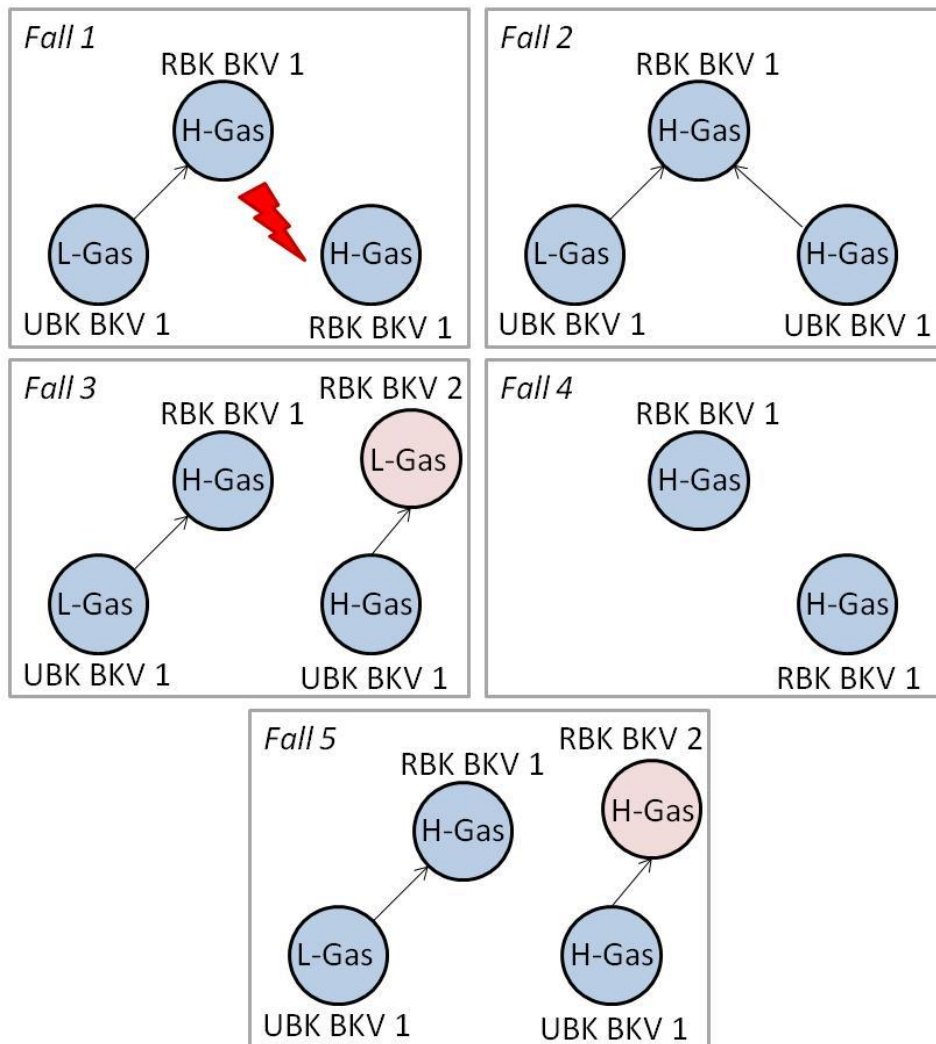 Fall 1
RBK BKV 1
H-Gas
L-Gas
H-Gas
UBK BKV 1
RBK BKV 1
Fall 2
RBK BKV 1
H-Gas
L-Gas
H-Gas
UBK BKV 1
UBK BKV 1
Fall 3
RBK BKV 2
RBK BKV 1
L-Gas
H-Gas
L-Gas
H-Gas
UBK BKV 1
UBK BKV 1
Fall 4
RBK BKV 1
H-Gas
H-Gas
RBK BKV 1
Fall 5
RBK BKV 2
RBK BKV 1
H-Gas
H-Gas
L-Gas
H-Gas
UBK BKV 1
UBK BKV 1